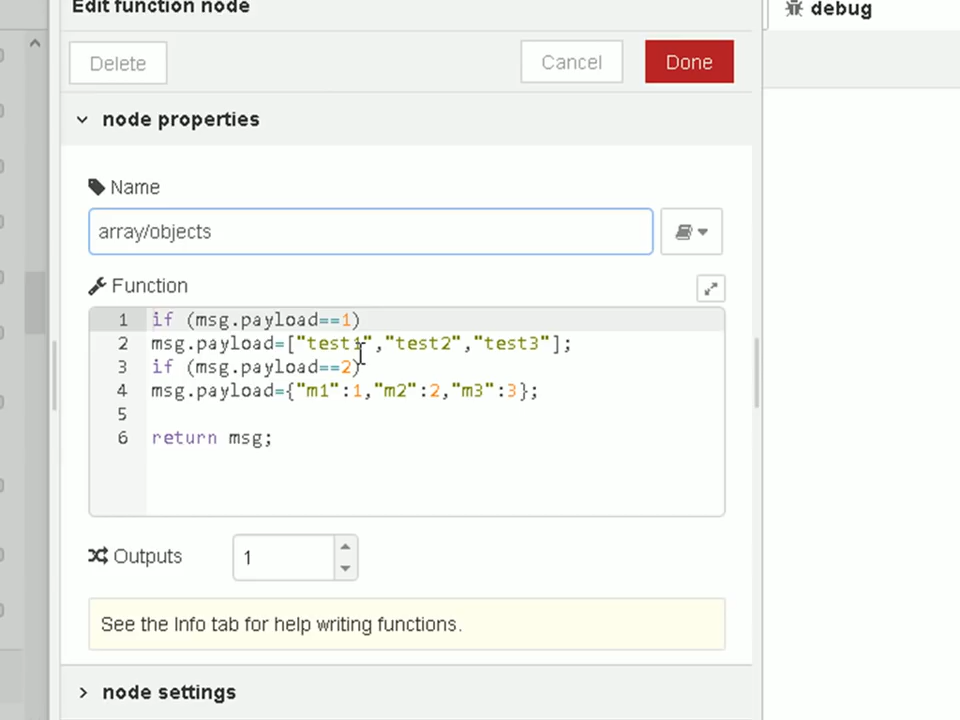 Edit function node
debug
Delete
Cancel
Done
node properties
Name
array/objects
Function
1 if (msg.payload==1)
2 msg.payload=["test1","test2","test3"];
3 if (msg.payload==2)
4 msg.payload={"m1":1,"m2":2,"m3":3};
5
6 return msg;
Outputs
1
See the Info tab for help writing functions.
node settings